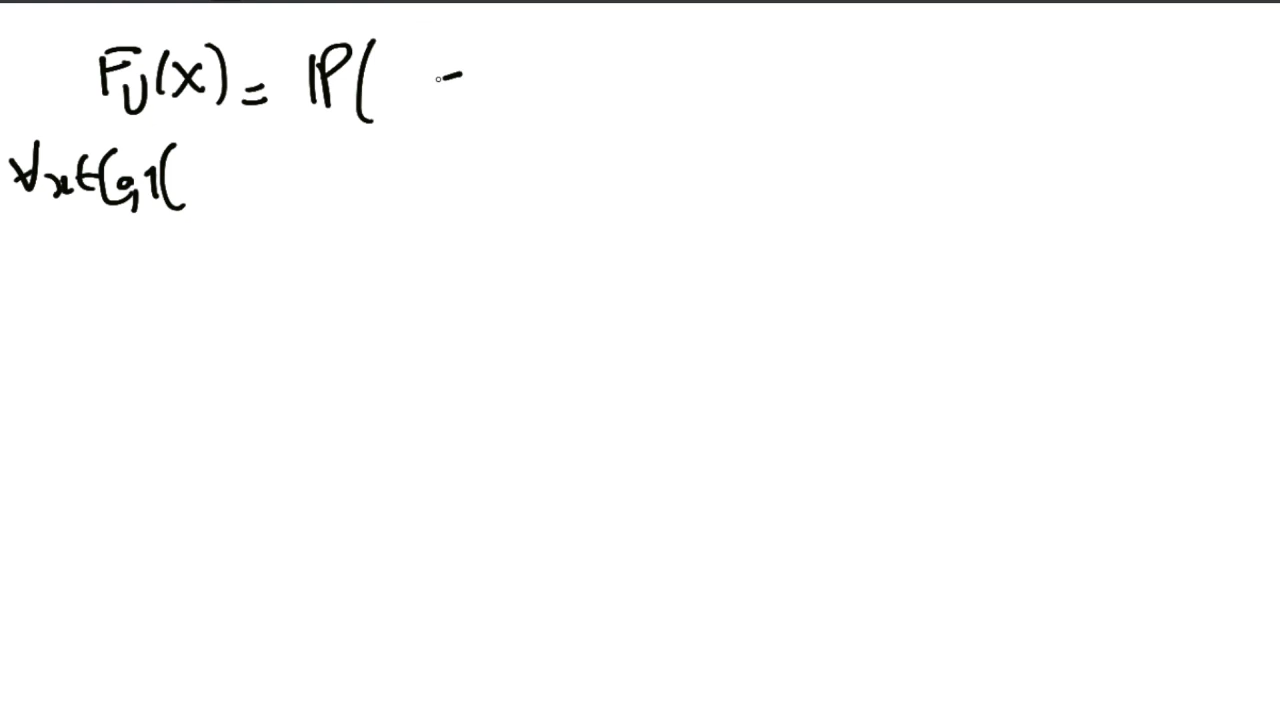 F_U(x) = ℙ( -
∀x∈[0,1[